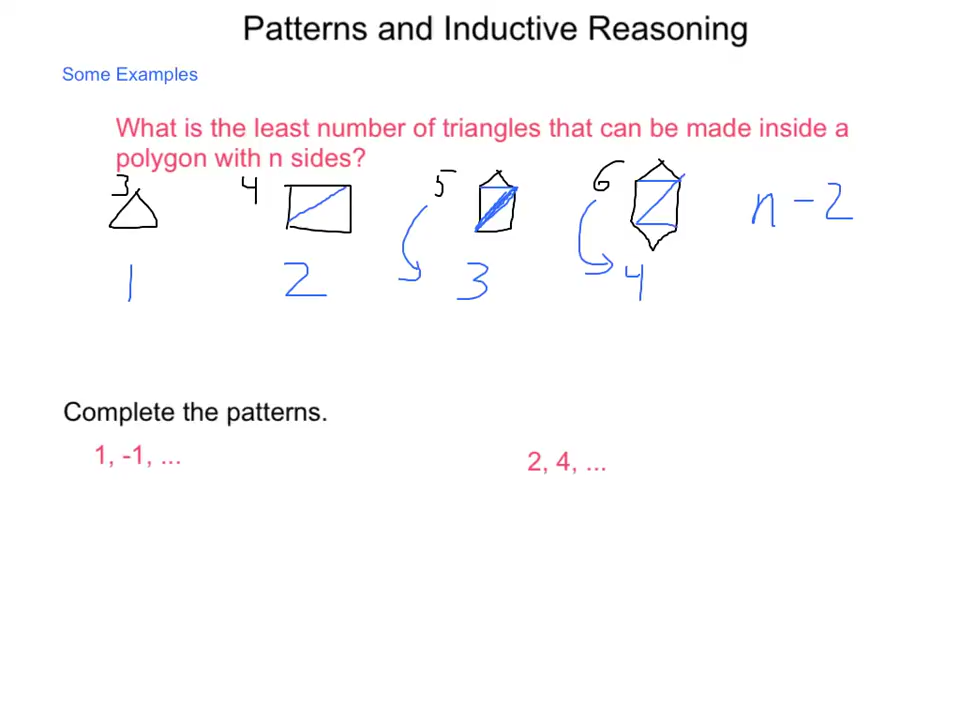 Patterns and Inductive Reasoning
Some Examples
What is the least number of triangles that can be made inside a
polygon with n sides?
3 4 5 6 n - 2
1 2 3 4
Complete the patterns.
1, -1, ...
2, 4, ...